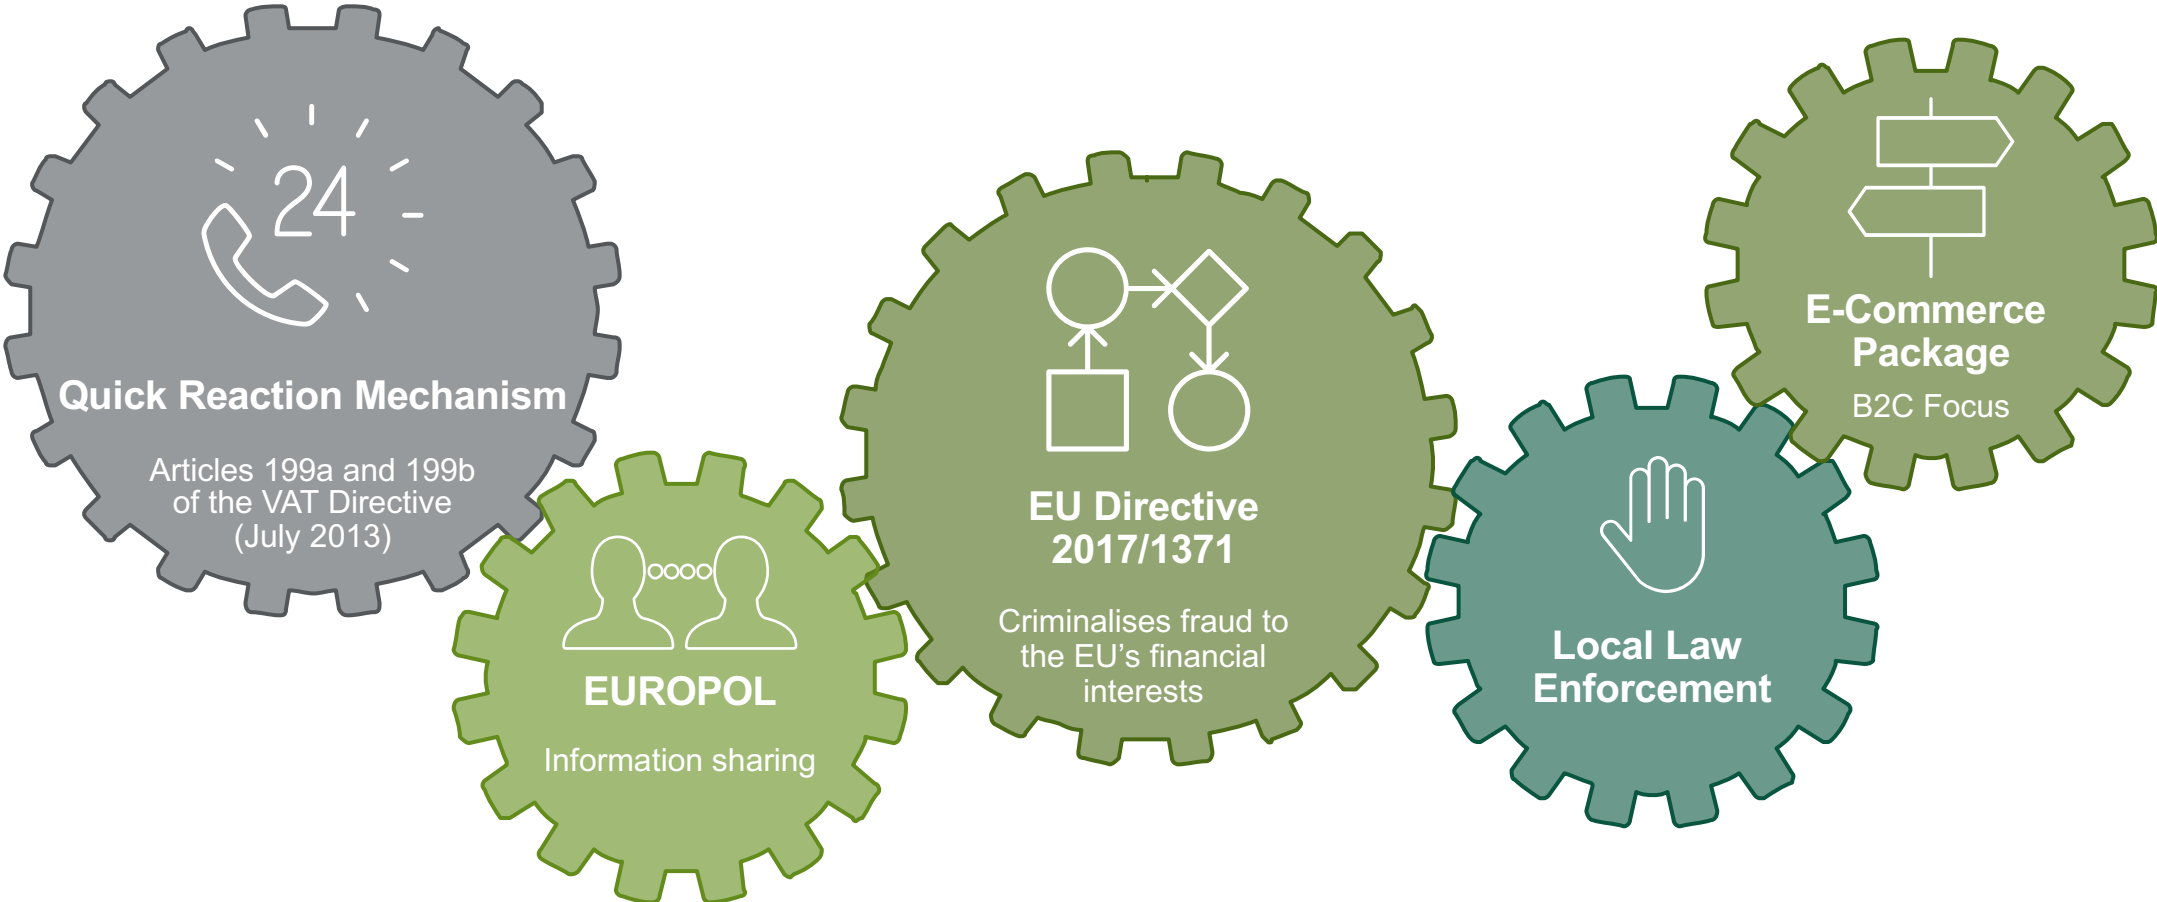 24
Quick Reaction Mechanism
Articles 199a and 199b
of the VAT Directive
(July 2013)
EUROPOL
Information sharing
EU Directive
2017/1371
Criminalises fraud to
the EU’s financial
interests
Local Law
Enforcement
E-Commerce
Package
B2C Focus